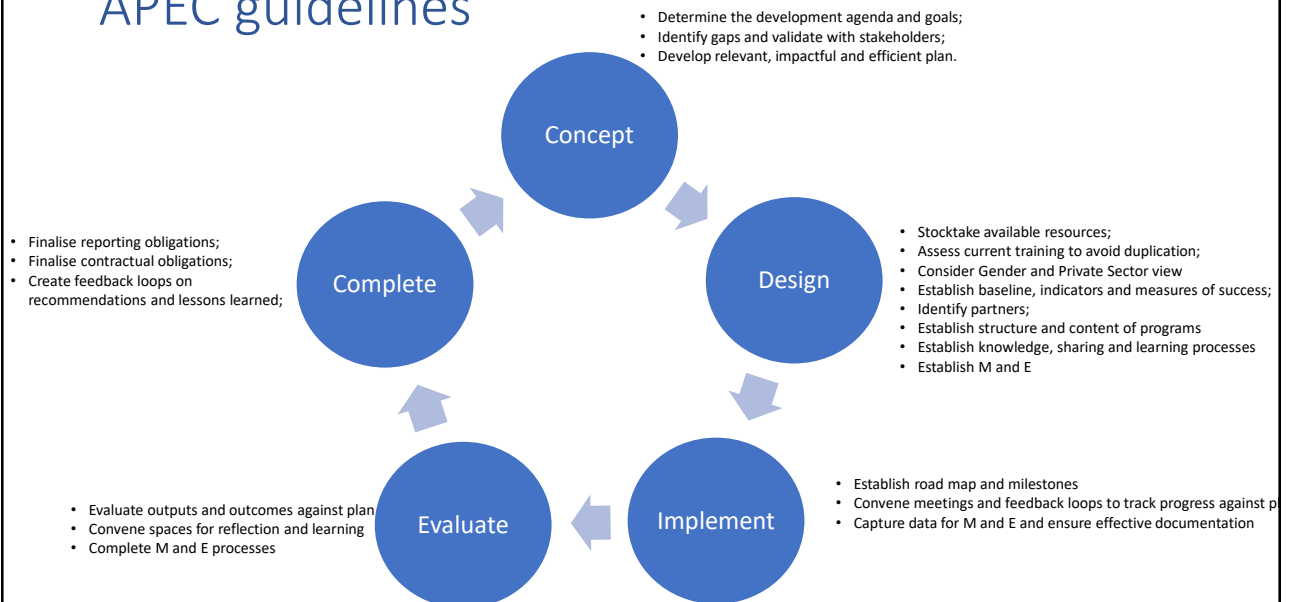 APEC guidelines
• Determine the development agenda and goals;
• Identify gaps and validate with stakeholders;
• Develop relevant, impactful and efficient plan.
Concept
Design
• Stocktake available resources;
• Assess current training to avoid duplication;
• Consider Gender and Private Sector view
• Establish baseline, indicators and measures of success;
• Identify partners;
• Establish structure and content of programs
• Establish knowledge, sharing and learning processes
• Establish M and E
Implement
• Establish road map and milestones
• Convene meetings and feedback loops to track progress against
• Capture data for M and E and ensure effective documentation
Evaluate
• Evaluate outputs and outcomes against plan
• Convene spaces for reflection and learning
• Complete M and E processes
Complete
• Finalise reporting obligations;
• Finalise contractual obligations;
• Create feedback loops on
recommendations and lessons learned;